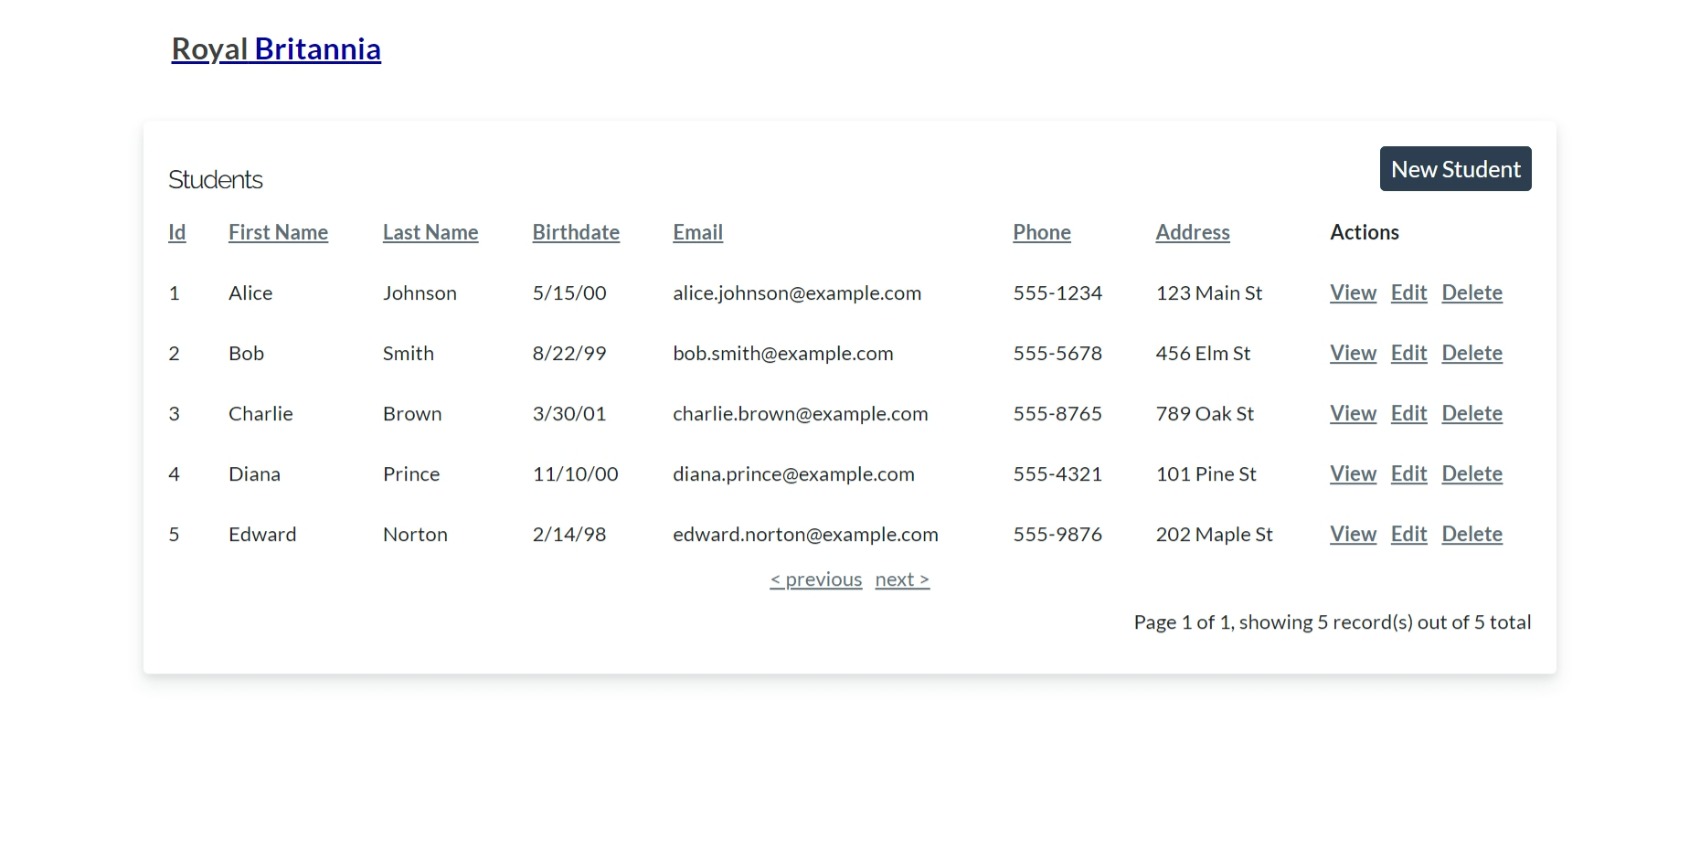 Royal Britannia
New Student
Students
Id First Name Last Name Birthdate Email Phone Address Actions
1 Alice Johnson 5/15/00 alice.johnson@example.com 555-1234 123 Main St View Edit Delete
2 Bob Smith 8/22/99 bob.smith@example.com 555-5678 456 Elm St View Edit Delete
3 Charlie Brown 3/30/01 charlie.brown@example.com 555-8765 789 Oak St View Edit Delete
4 Diana Prince 11/10/00 diana.prince@example.com 555-4321 101 Pine St View Edit Delete
5 Edward Norton 2/14/98 edward.norton@example.com 555-9876 202 Maple St View Edit Delete
< previous next >
Page 1 of 1, showing 5 record(s) out of 5 total